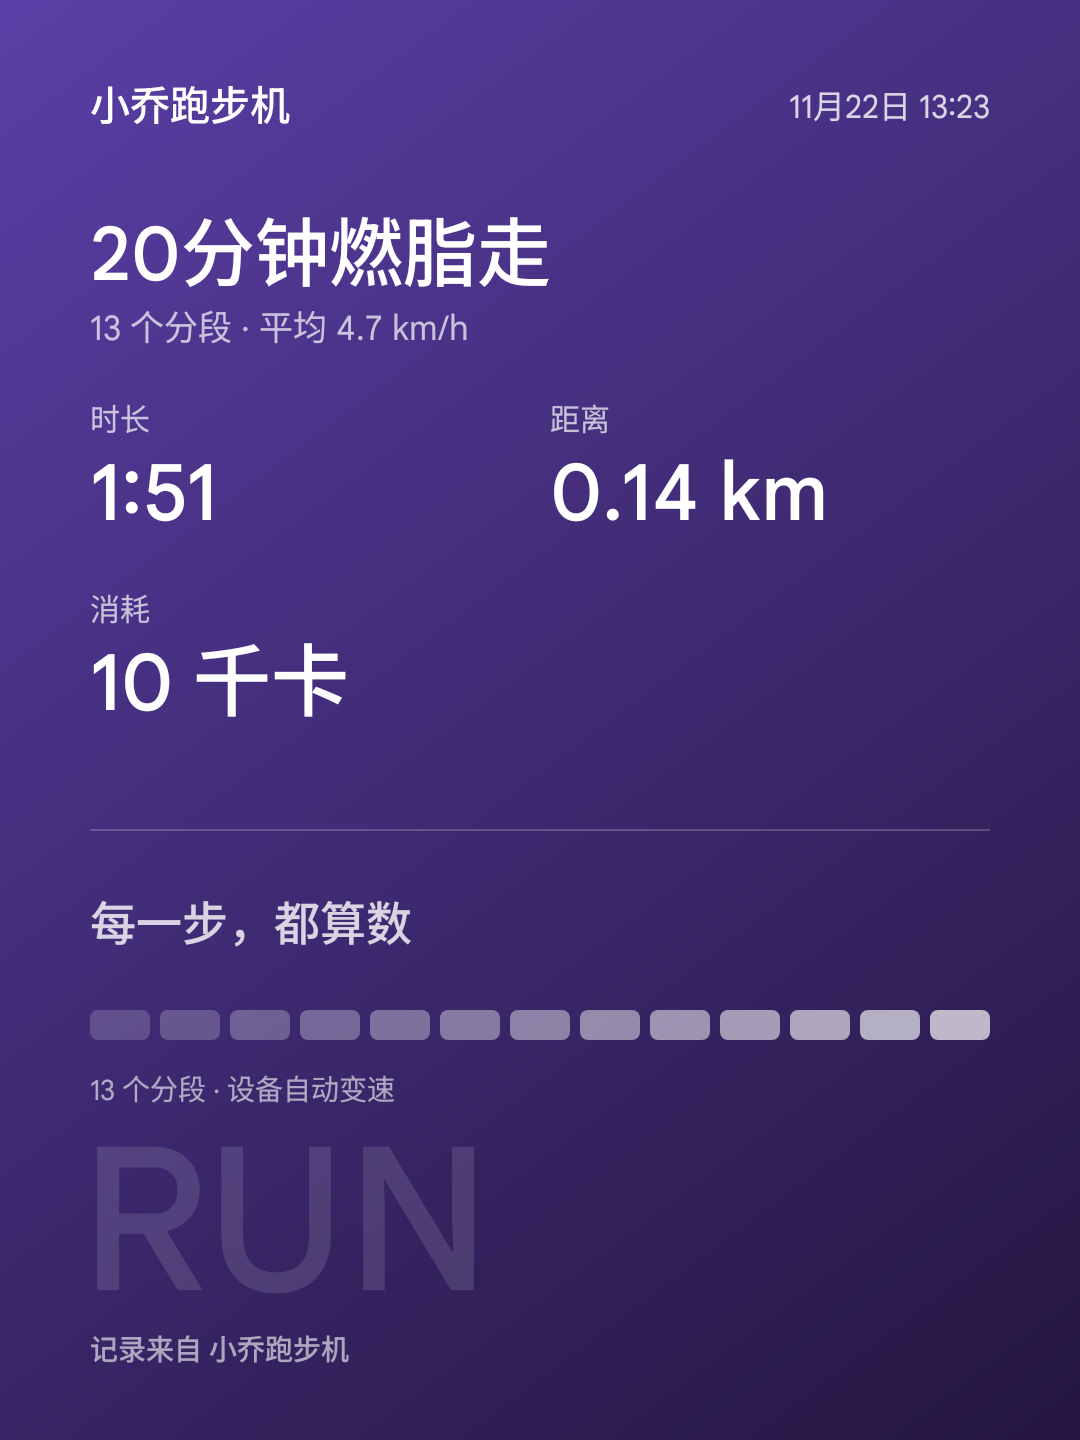 小乔跑步机
11月22日 13:23
20分钟燃脂走
13 个分段 · 平均 4.7 km/h
时长
距离
1:51
0.14 km
消耗
10 千卡
每一步，都算数
13 个分段 · 设备自动变速
RUN
记录来自 小乔跑步机